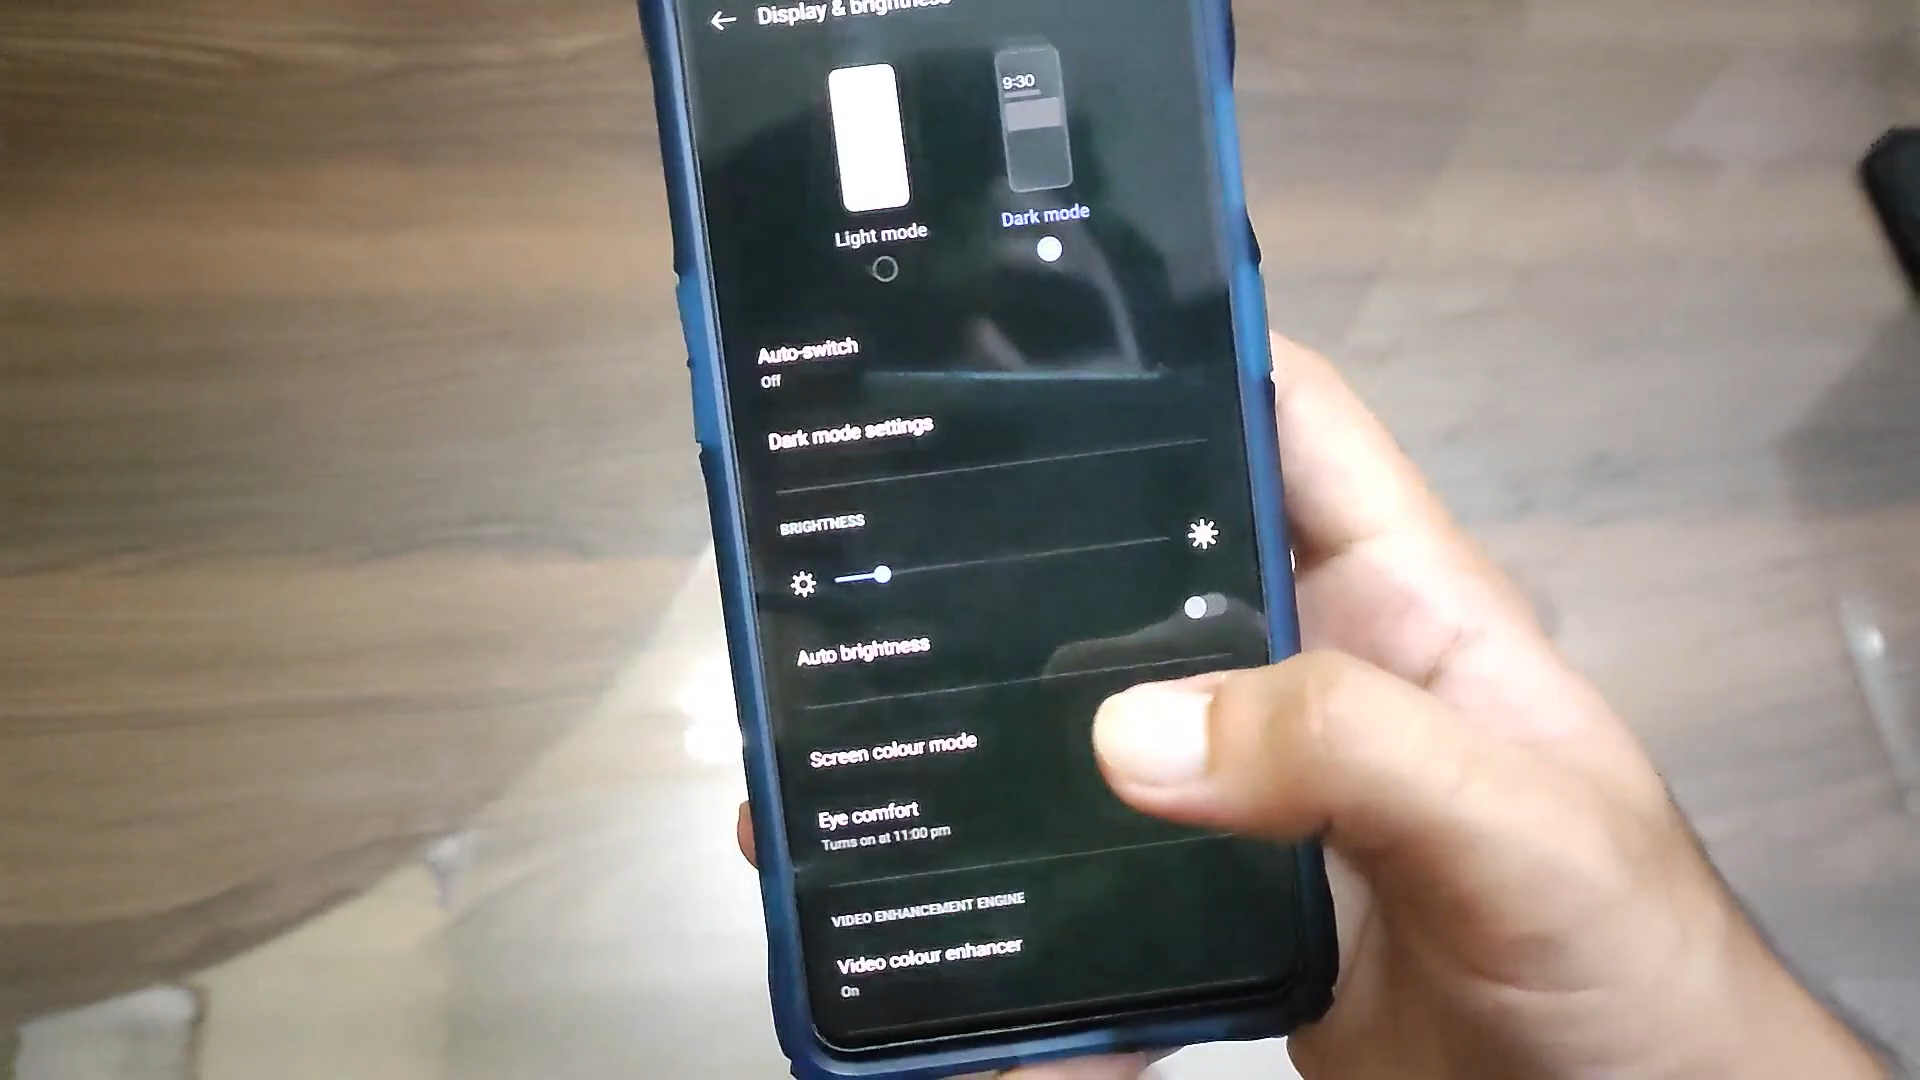 Display & brightness
9:30
Light mode
Dark mode
Auto-switch
Off
Dark mode settings
BRIGHTNESS
Auto brightness
Screen colour mode
Eye comfort
Turns on at 11:00 pm
VIDEO ENHANCEMENT ENGINE
Video colour enhancer
On